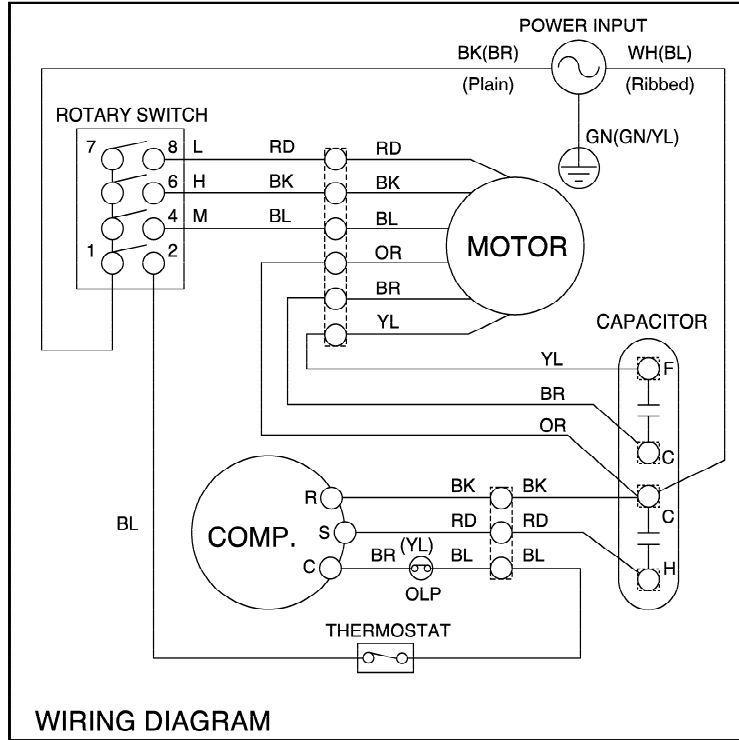 POWER INPUT
BK(BR) WH(BL)
(Plain) (Ribbed)
ROTARY SWITCH
GN(GN/YL)
7 8 L RD RD
6 H BK BK
4 M BL BL
MOTOR
1 2 OR
BR
YL
CAPACITOR
YL F
BR
OR
C
R BK BK C
BL
S RD RD
COMP.
C BR (YL) BL BL H
OLP
THERMOSTAT
WIRING DIAGRAM